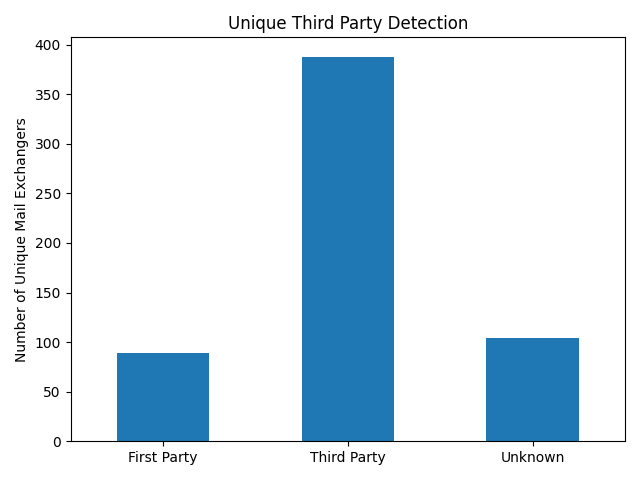 Unique Third Party Detection
Number of Unique Mail Exchangers
400
350
300
250
200
150
100
50
0
First Party
Third Party
Unknown